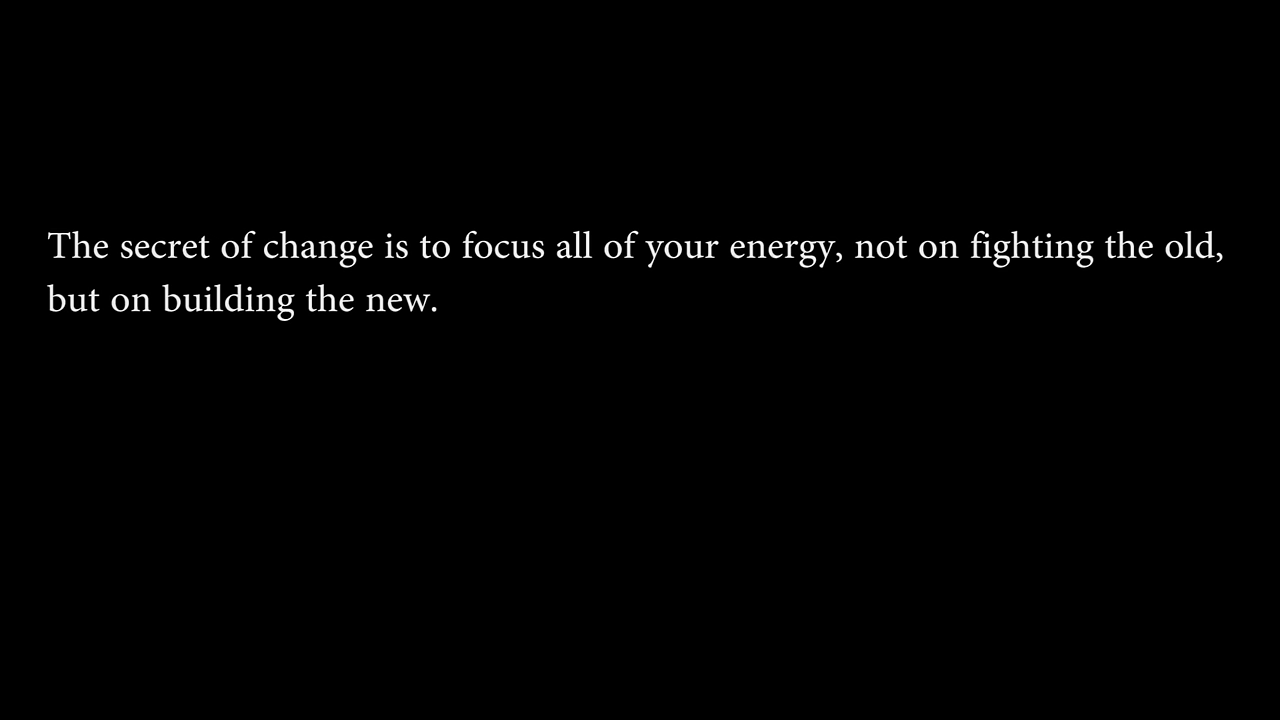 The secret of change is to focus all of your energy, not on fighting the old,
but on building the new.